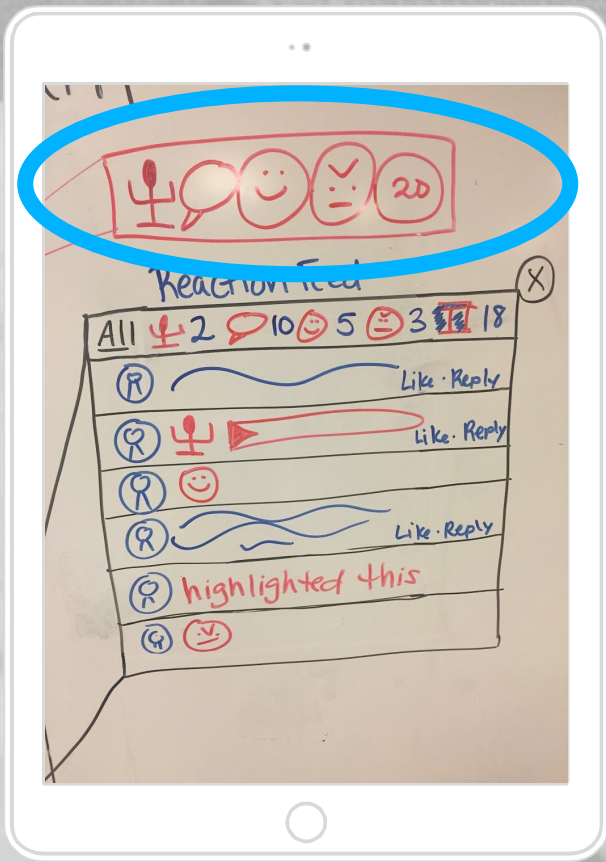 20
Reaction Feed
X
All 2 10 5 3 18
Like · Reply
Like · Reply
Like · Reply
highlighted this